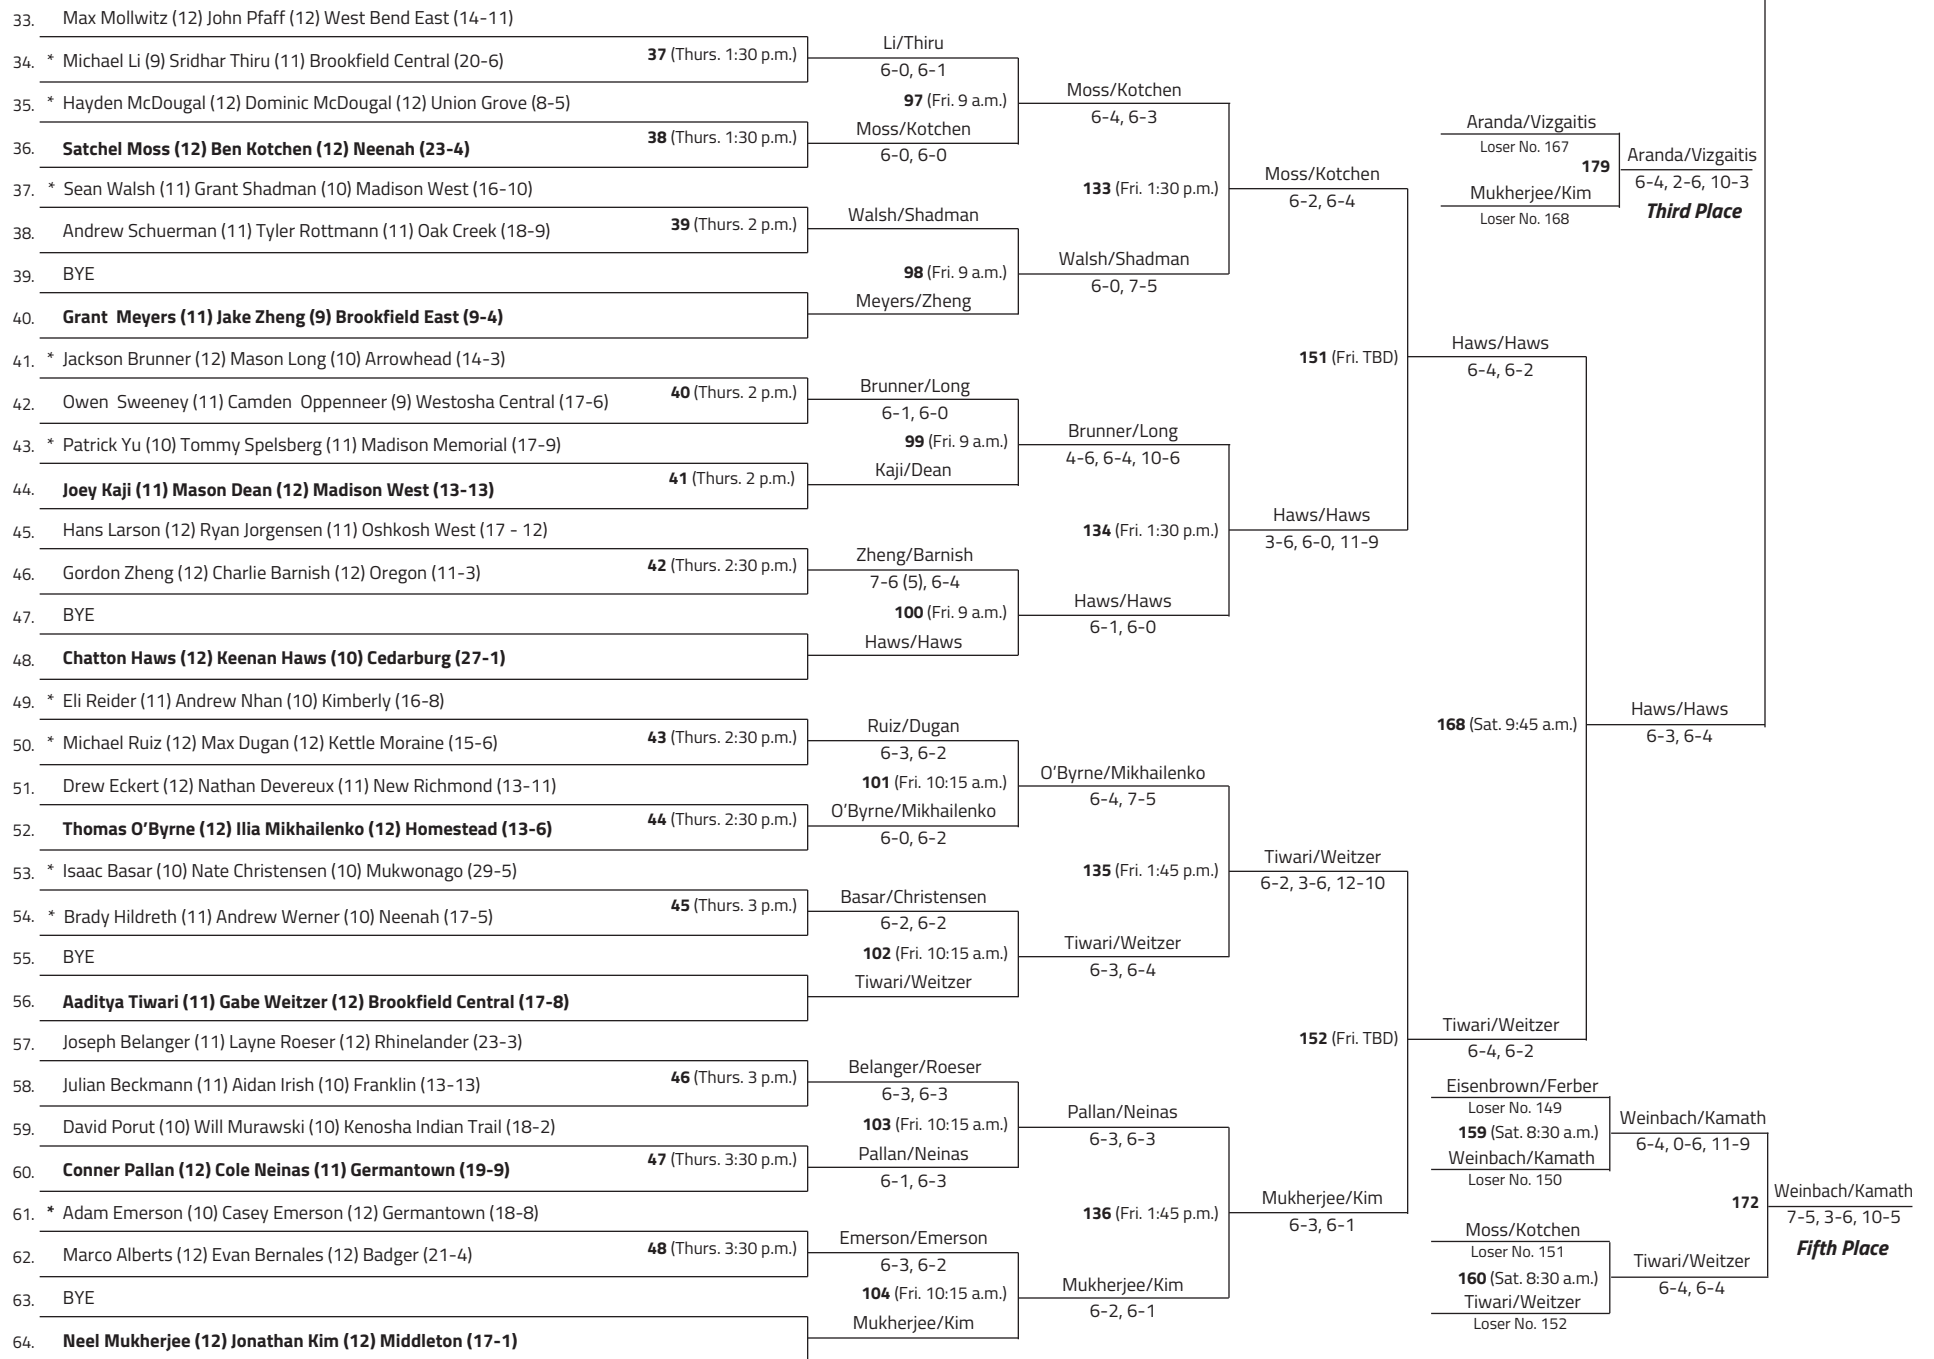 33. Max Mollwitz (12) John Pfaff (12) West Bend East (14-11)
34. * Michael Li (9) Sridhar Thiru (11) Brookfield Central (20-6)
35. * Hayden McDougal (12) Dominic McDougal (12) Union Grove (8-5)
36. Satchel Moss (12) Ben Kotchen (12) Neenah (23-4)
37. * Sean Walsh (11) Grant Shadman (10) Madison West (16-10)
38. Andrew Schuerman (11) Tyler Rottmann (11) Oak Creek (18-9)
39. BYE
40. Grant  Meyers (11) Jake Zheng (9) Brookfield East (9-4)
41. * Jackson Brunner (12) Mason Long (10) Arrowhead (14-3)
42. Owen  Sweeney (11) Camden  Oppenneer (9) Westosha Central (17-6)
43. * Patrick Yu (10) Tommy Spelsberg (11) Madison Memorial (17-9)
44. Joey Kaji (11) Mason Dean (12) Madison West (13-13)
45. Hans Larson (12) Ryan Jorgensen (11) Oshkosh West (17 - 12)
46. Gordon Zheng (12) Charlie Barnish (12) Oregon (11-3)
47. BYE
48. Chatton Haws (12) Keenan Haws (10) Cedarburg (27-1)
49. * Eli Reider (11) Andrew Nhan (10) Kimberly (16-8)
50. * Michael Ruiz (12) Max Dugan (12) Kettle Moraine (15-6)
51. Drew Eckert (12) Nathan Devereux (11) New Richmond (13-11)
52. Thomas O'Byrne (12) Ilia Mikhailenko (12) Homestead (13-6)
53. * Isaac Basar (10) Nate Christensen (10) Mukwonago (29-5)
54. * Brady Hildreth (11) Andrew Werner (10) Neenah (17-5)
55. BYE
56. Aaditya Tiwari (11) Gabe Weitzer (12) Brookfield Central (17-8)
57. Joseph Belanger (11) Layne Roeser (12) Rhinelander (23-3)
58. Julian Beckmann (11) Aidan Irish (10) Franklin (13-13)
59. David Porut (10) Will Murawski (10) Kenosha Indian Trail (18-2)
60. Conner Pallan (12) Cole Neinas (11) Germantown (19-9)
61. * Adam Emerson (10) Casey Emerson (12) Germantown (18-8)
62. Marco Alberts (12) Evan Bernales (12) Badger (21-4)
63. BYE
64. Neel Mukherjee (12) Jonathan Kim (12) Middleton (17-1)
37 (Thurs. 1:30 p.m.)
38 (Thurs. 1:30 p.m.)
39 (Thurs. 2 p.m.)
40 (Thurs. 2 p.m.)
41 (Thurs. 2 p.m.)
42 (Thurs. 2:30 p.m.)
43 (Thurs. 2:30 p.m.)
44 (Thurs. 2:30 p.m.)
45 (Thurs. 3 p.m.)
46 (Thurs. 3 p.m.)
47 (Thurs. 3:30 p.m.)
48 (Thurs. 3:30 p.m.)
Li/Thiru
6-0, 6-1
97 (Fri. 9 a.m.)
Moss/Kotchen
6-0, 6-0
Walsh/Shadman
98 (Fri. 9 a.m.)
Meyers/Zheng
Brunner/Long
6-1, 6-0
99 (Fri. 9 a.m.)
Kaji/Dean
Zheng/Barnish
7-6 (5), 6-4
100 (Fri. 9 a.m.)
Haws/Haws
Ruiz/Dugan
6-3, 6-2
101 (Fri. 10:15 a.m.)
O'Byrne/Mikhailenko
6-0, 6-2
Basar/Christensen
6-2, 6-2
102 (Fri. 10:15 a.m.)
Tiwari/Weitzer
Belanger/Roeser
6-3, 6-3
103 (Fri. 10:15 a.m.)
Pallan/Neinas
6-1, 6-3
Emerson/Emerson
6-3, 6-2
104 (Fri. 10:15 a.m.)
Mukherjee/Kim
Moss/Kotchen
6-4, 6-3
133 (Fri. 1:30 p.m.)
Walsh/Shadman
6-0, 7-5
Brunner/Long
4-6, 6-4, 10-6
134 (Fri. 1:30 p.m.)
Haws/Haws
6-1, 6-0
O'Byrne/Mikhailenko
6-4, 7-5
135 (Fri. 1:45 p.m.)
Tiwari/Weitzer
6-3, 6-4
Pallan/Neinas
6-3, 6-3
136 (Fri. 1:45 p.m.)
Mukherjee/Kim
6-2, 6-1
Moss/Kotchen
6-2, 6-4
151 (Fri. TBD)
Haws/Haws
3-6, 6-0, 11-9
Tiwari/Weitzer
6-2, 3-6, 12-10
152 (Fri. TBD)
Mukherjee/Kim
6-3, 6-1
Haws/Haws
6-4, 6-2
168 (Sat. 9:45 a.m.)
Tiwari/Weitzer
6-4, 6-2
Haws/Haws
6-3, 6-4
Aranda/Vizgaitis
Loser No. 167
179
Mukherjee/Kim
Loser No. 168
Aranda/Vizgaitis
6-4, 2-6, 10-3
Third Place
Eisenbrown/Ferber
Loser No. 149
159 (Sat. 8:30 a.m.)
Weinbach/Kamath
Loser No. 150
Weinbach/Kamath
6-4, 0-6, 11-9
172
Moss/Kotchen
Loser No. 151
160 (Sat. 8:30 a.m.)
Tiwari/Weitzer
Loser No. 152
Tiwari/Weitzer
6-4, 6-4
Weinbach/Kamath
7-5, 3-6, 10-5
Fifth Place